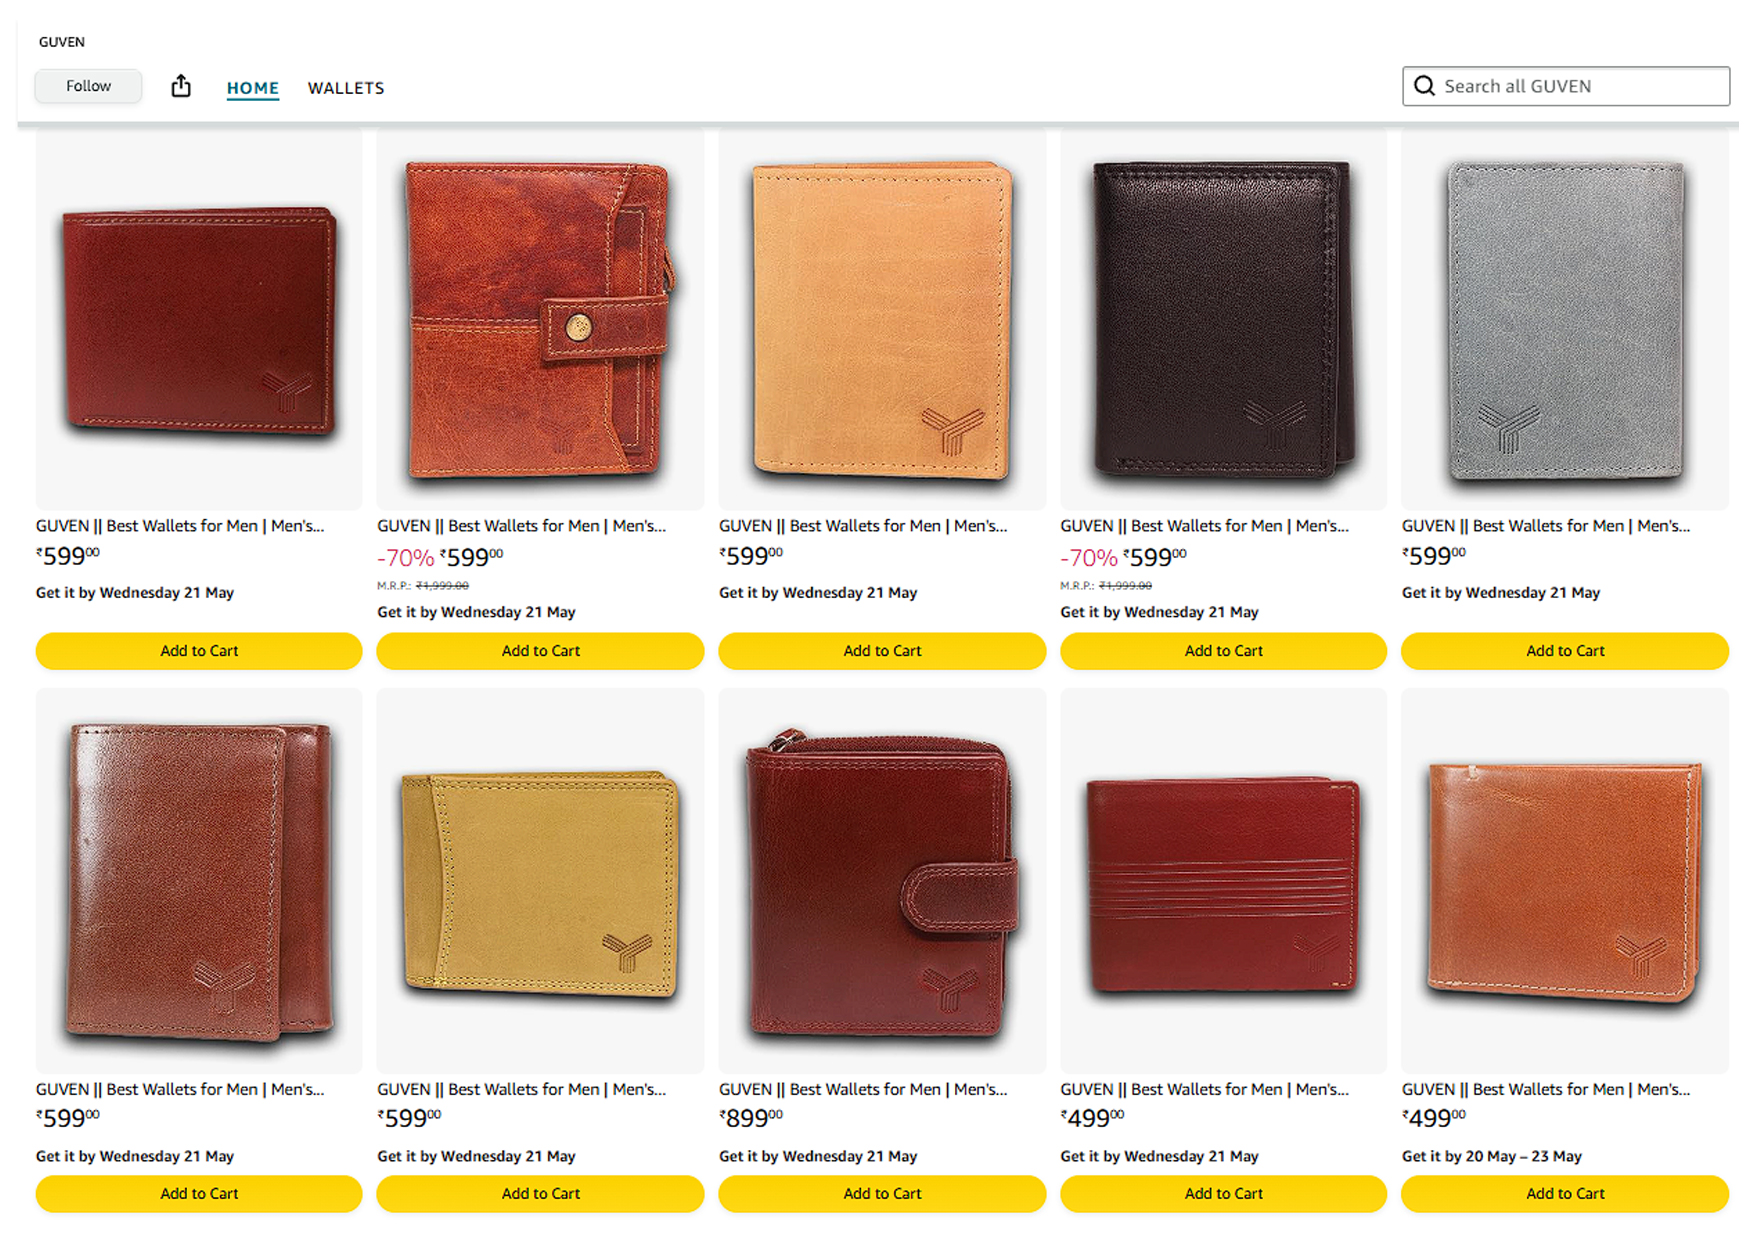 GUVEN
Follow HOME WALLETS Search all GUVEN
GUVEN || Best Wallets for Men | Men's...
₹59900
Get it by Wednesday 21 May
Add to Cart
GUVEN || Best Wallets for Men | Men's...
-70% ₹59900
M.R.P.: ₹1,999.00
Get it by Wednesday 21 May
Add to Cart
GUVEN || Best Wallets for Men | Men's...
₹59900
Get it by Wednesday 21 May
Add to Cart
GUVEN || Best Wallets for Men | Men's...
-70% ₹59900
M.R.P.: ₹1,999.00
Get it by Wednesday 21 May
Add to Cart
GUVEN || Best Wallets for Men | Men's...
₹59900
Get it by Wednesday 21 May
Add to Cart
GUVEN || Best Wallets for Men | Men's...
₹59900
Get it by Wednesday 21 May
Add to Cart
GUVEN || Best Wallets for Men | Men's...
₹59900
Get it by Wednesday 21 May
Add to Cart
GUVEN || Best Wallets for Men | Men's...
₹89900
Get it by Wednesday 21 May
Add to Cart
GUVEN || Best Wallets for Men | Men's...
₹49900
Get it by Wednesday 21 May
Add to Cart
GUVEN || Best Wallets for Men | Men's...
₹49900
Get it by 20 May – 23 May
Add to Cart